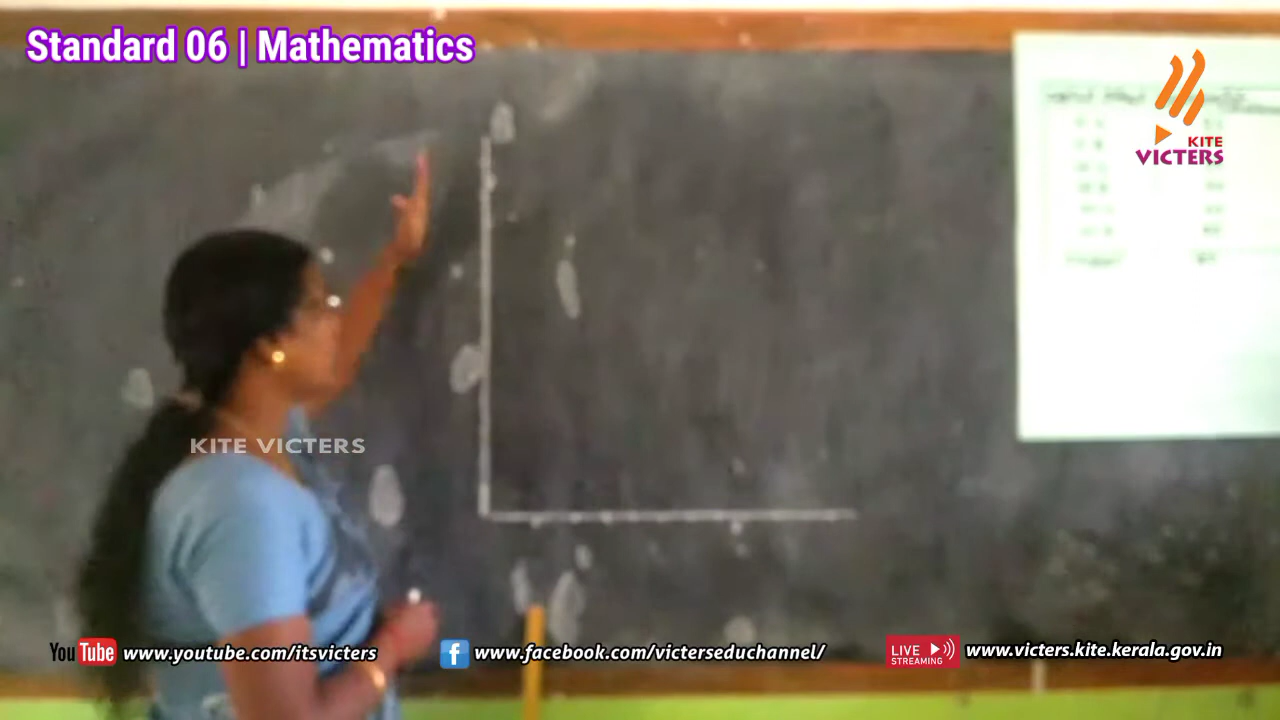 Standard 06 | Mathematics
KITE
VICTERS
KITE VICTERS
You Tube www.youtube.com/itsvicters
f www.facebook.com/victerseduchannel/
LIVE
STREAMING
www.victers.kite.kerala.gov.in